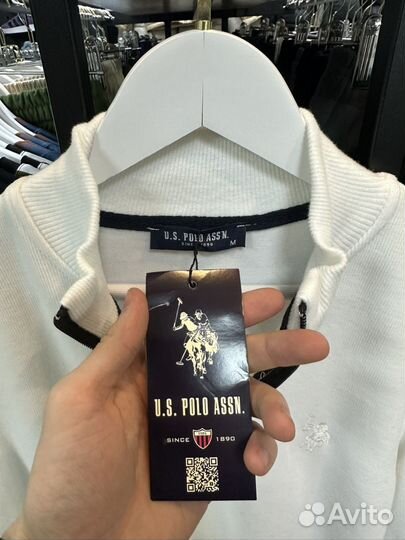 U.S. POLO ASSN.
SINCE 1890
M
U.S. POLO ASSN.
SINCE 1890
Avito